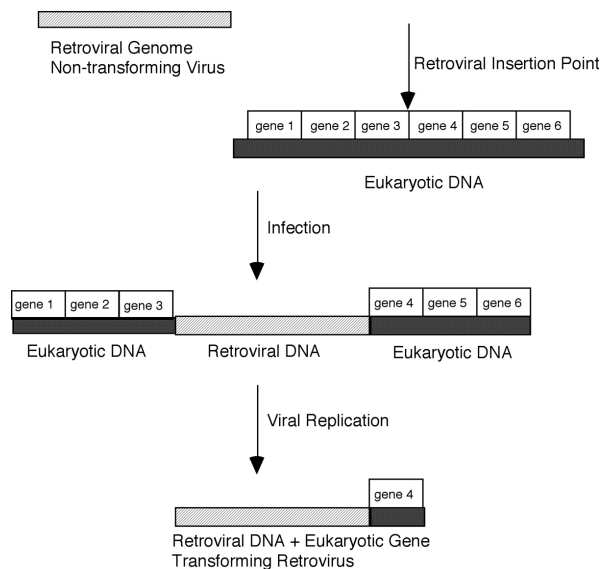 Retroviral Genome
Non-transforming Virus
Retroviral Insertion Point
gene 1 gene 2 gene 3 gene 4 gene 5 gene 6
Eukaryotic DNA
Infection
gene 1 gene 2 gene 3 gene 4 gene 5 gene 6
Eukaryotic DNA Retroviral DNA Eukaryotic DNA
Viral Replication
gene 4
Retroviral DNA + Eukaryotic Gene
Transforming Retrovirus